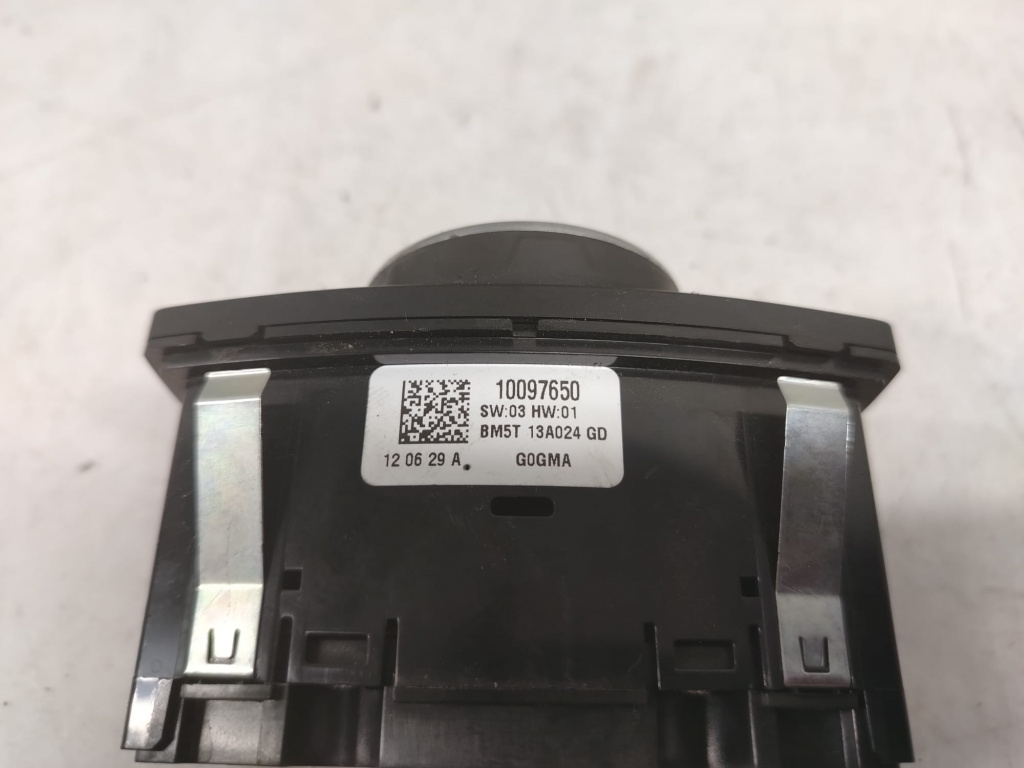 10097650
SW:03 HW:01
BM5T 13A024 GD
12 06 29 A. G0GMA